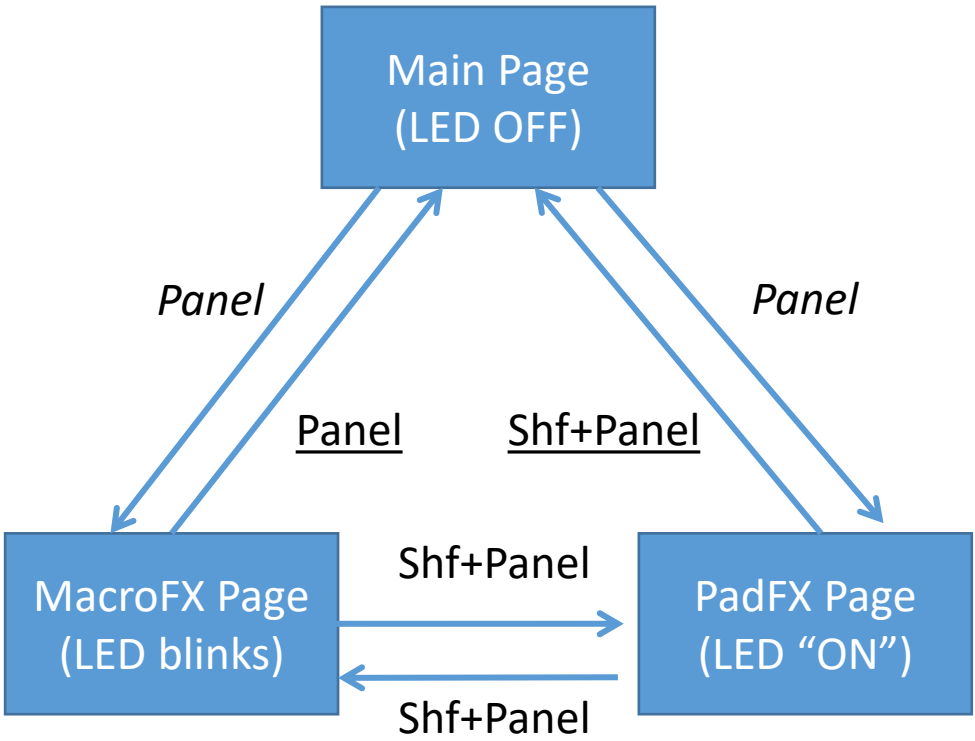 Main Page
(LED OFF)
Panel
Panel
Panel
Shf+Panel
Shf+Panel
MacroFX Page
(LED blinks)
PadFX Page
(LED “ON”)
Shf+Panel